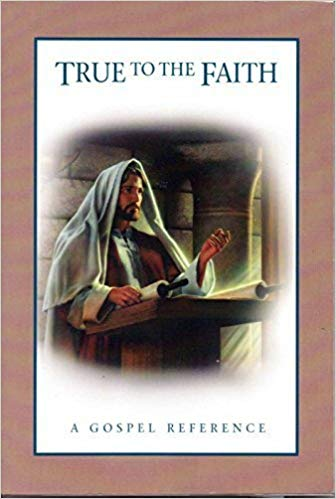 TRUE TO THE FAITH
A GOSPEL REFERENCE